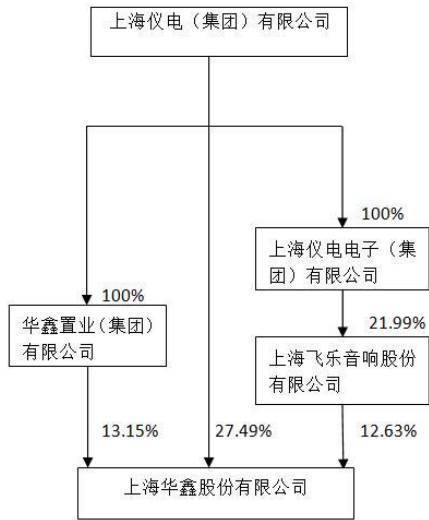 上海仪电（集团）有限公司
100%
上海仪电电子（集
团）有限公司
100%
华鑫置业（集团）
有限公司
21.99%
上海飞乐音响股份
有限公司
13.15%
27.49%
12.63%
上海华鑫股份有限公司